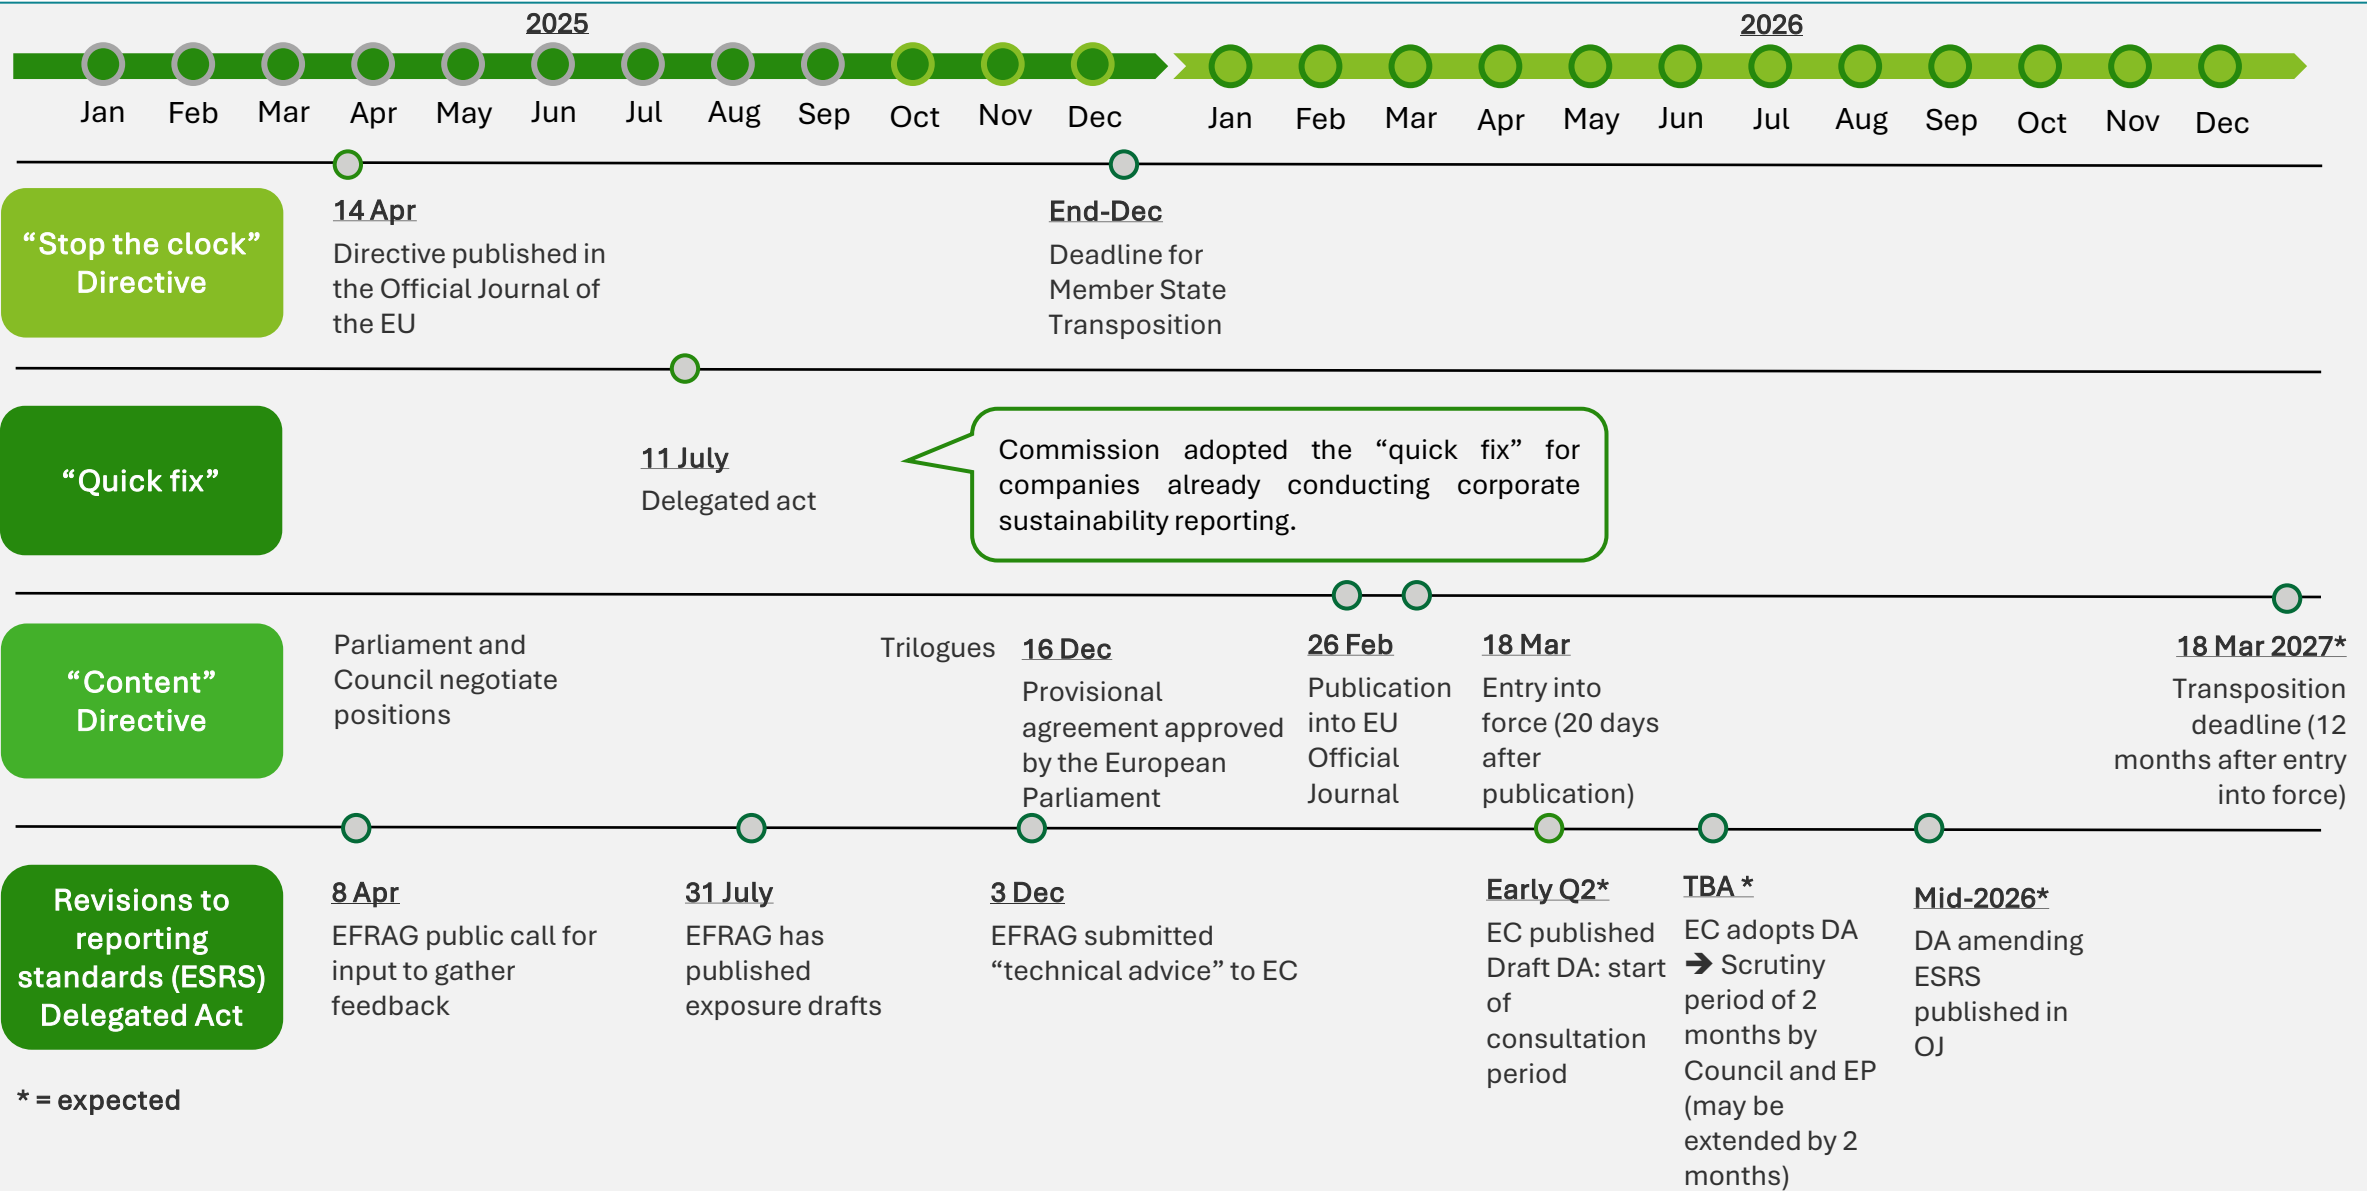 2025
2026
Jan Feb Mar Apr May Jun Jul Aug Sep Oct Nov Dec
Jan Feb Mar Apr May Jun Jul Aug Sep Oct Nov Dec
“Stop the clock”
Directive
14 Apr
Directive published in
the Official Journal of
the EU
End-Dec
Deadline for
Member State
Transposition
“Quick fix”
11 July
Delegated act
Commission adopted the “quick fix” for
companies already conducting corporate
sustainability reporting.
“Content”
Directive
Parliament and
Council negotiate
positions
Trilogues
16 Dec
Provisional
agreement approved
by the European
Parliament
26 Feb
Publication
into EU
Official
Journal
18 Mar
Entry into
force (20 days
after
publication)
18 Mar 2027*
Transposition
deadline (12
months after entry
into force)
Revisions to
reporting
standards (ESRS)
Delegated Act
8 Apr
EFRAG public call for
input to gather
feedback
31 July
EFRAG has
published
exposure drafts
3 Dec
EFRAG submitted
“technical advice” to EC
Early Q2*
EC published
Draft DA: start
of
consultation
period
TBA *
EC adopts DA
➔ Scrutiny
period of 2
months by
Council and EP
(may be
extended by 2
months)
Mid-2026*
DA amending
ESRS
published in
OJ
* = expected